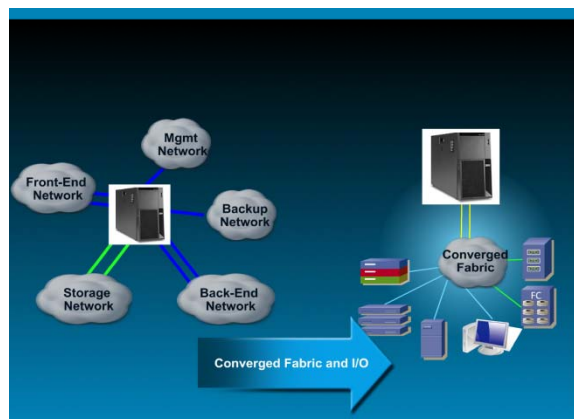 Mgmt
Network
Front-End
Network
Backup
Network
Storage
Network
Back-End
Network
Converged
Fabric
FC
Converged Fabric and I/O